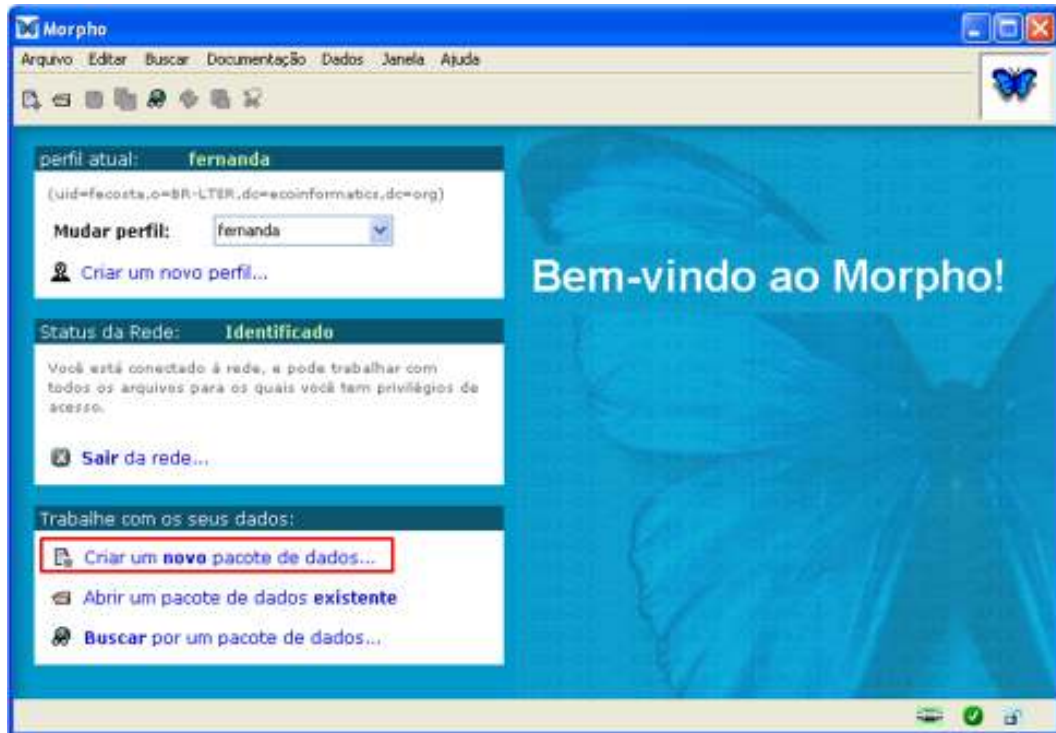 Morpho
Arquivo Editar Buscar Documentação Dados Janela Ajuda
perfil atual: fernanda
(uid=fecosta,o=BR-LTER,dc=ecoinformatics,dc=org)
Mudar perfil: fernanda
Criar um novo perfil...
Bem-vindo ao Morpho!
Status da Rede: Identificado
Você está conectado à rede, e pode trabalhar com
todos os arquivos para os quais você tem privilégios de
acesso.
Sair da rede...
Trabalhe com os seus dados:
Criar um novo pacote de dados...
Abrir um pacote de dados existente
Buscar por um pacote de dados...